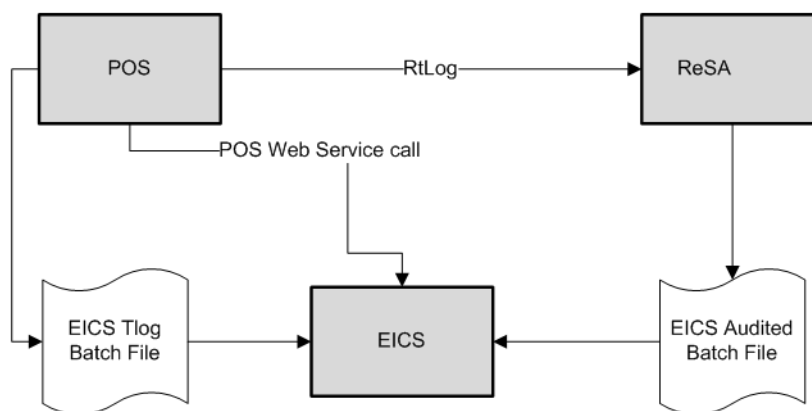 POS
RtLog
ReSA
POS Web Service call
EICS Tlog
Batch File
EICS
EICS Audited
Batch File